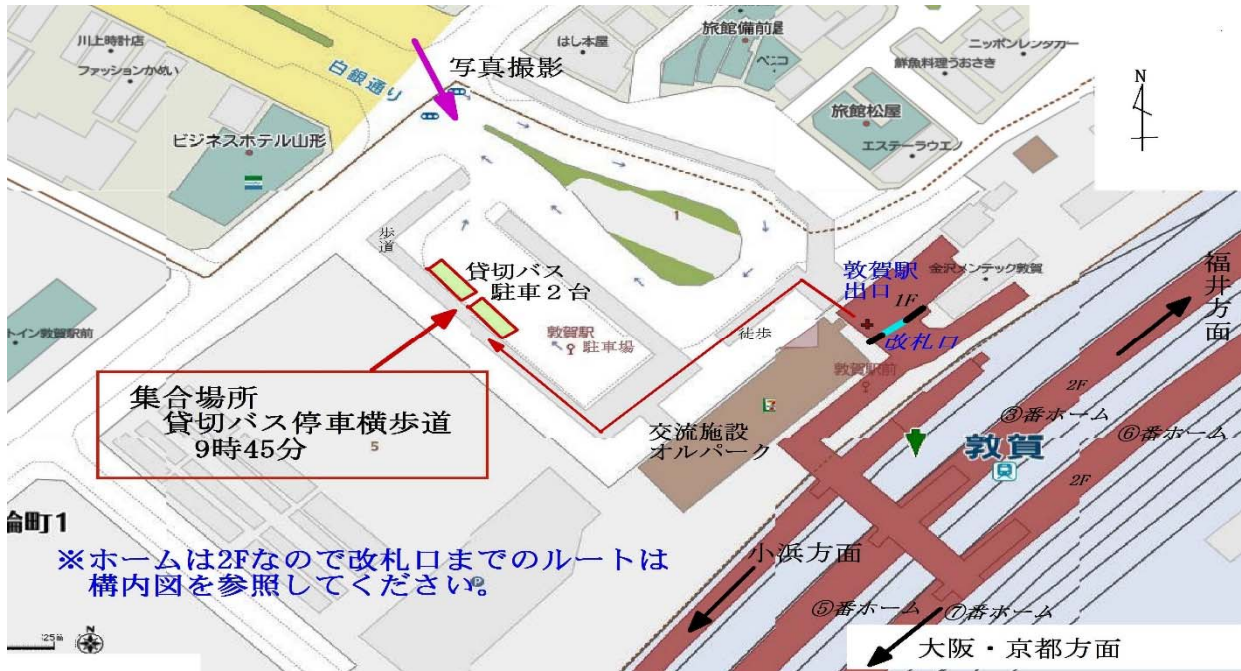 川上時計店
ファッションかめい
白銀通り
写真撮影
はし本屋
旅館備前屋
ベニコ
ニッポンレンタカー
鮮魚料理うおさき
N
旅館松屋
エステーラウエノ
ビジネスホテル山形
1
歩道
貸切バス
駐車2台
敦賀駅
出口
1F
金沢メンテック敦賀
改札口
福井方面
敦賀駅
駐車場
徒歩
敦賀駅前
トイン敦賀駅前
集合場所
貸切バス停車横歩道
9時45分
5
交流施設
オルパーク
2F
③番ホーム
⑥番ホーム
敦賀
2F
輪町1
※ホームは2Fなので改札口までのルートは
構内図を参照してください。
P
小浜方面
⑤番ホーム
⑦番ホーム
大阪・京都方面
25m
N